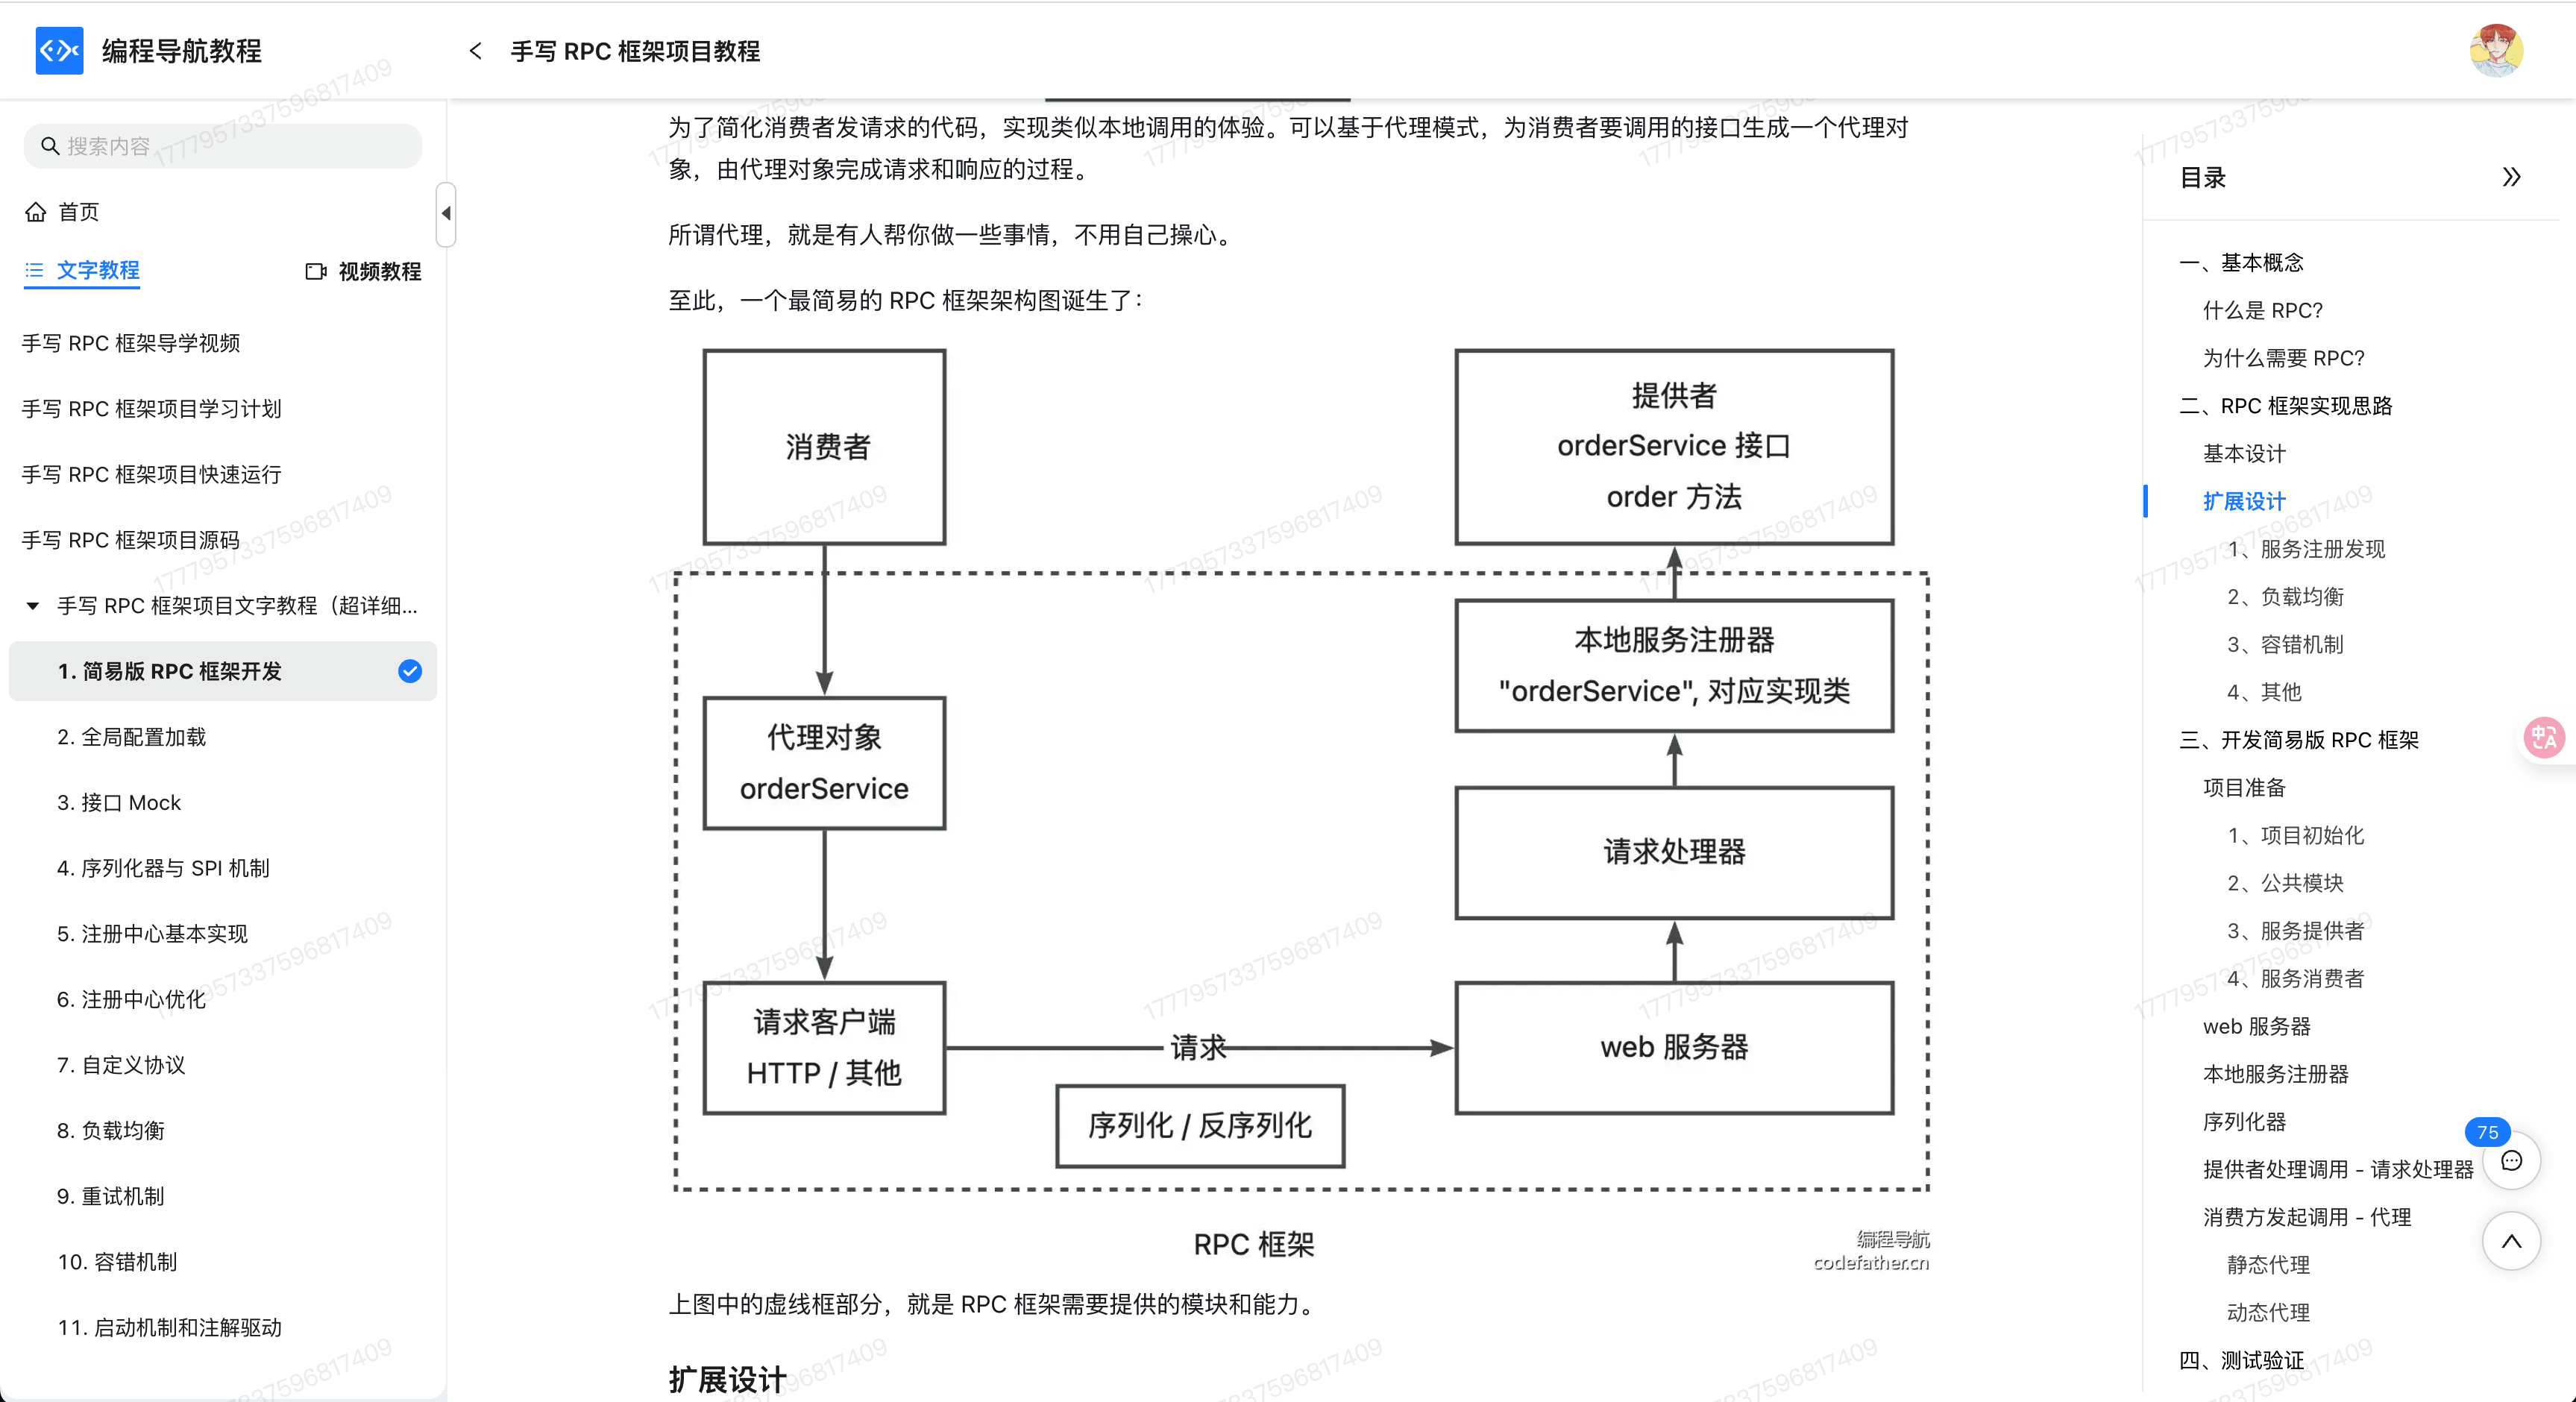 编程导航教程
手写 RPC 框架项目教程
搜索内容
首页
文字教程
视频教程
手写 RPC 框架导学视频
手写 RPC 框架项目学习计划
手写 RPC 框架项目快速运行
手写 RPC 框架项目源码
手写 RPC 框架项目文字教程（超详细...
1. 简易版 RPC 框架开发
2. 全局配置加载
3. 接口 Mock
4. 序列化器与 SPI 机制
5. 注册中心基本实现
6. 注册中心优化
7. 自定义协议
8. 负载均衡
9. 重试机制
10. 容错机制
11. 启动机制和注解驱动
为了简化消费者发请求的代码，实现类似本地调用的体验。可以基于代理模式，为消费者要调用的接口生成一个代理对
象，由代理对象完成请求和响应的过程。
所谓代理，就是有人帮你做一些事情，不用自己操心。
至此，一个最简易的 RPC 框架架构图诞生了：
消费者
提供者
orderService 接口
order 方法
代理对象
orderService
本地服务注册器
"orderService", 对应实现类
请求处理器
请求客户端
HTTP / 其他
请求
web 服务器
序列化 / 反序列化
RPC 框架
编程导航
codefather.cn
上图中的虚线框部分，就是 RPC 框架需要提供的模块和能力。
扩展设计
目录
一、基本概念
什么是 RPC?
为什么需要 RPC?
二、RPC 框架实现思路
基本设计
扩展设计
1、服务注册发现
2、负载均衡
3、容错机制
4、其他
三、开发简易版 RPC 框架
项目准备
1、项目初始化
2、公共模块
3、服务提供者
4、服务消费者
web 服务器
本地服务注册器
序列化器
提供者处理调用 - 请求处理器
消费方发起调用 - 代理
静态代理
动态代理
四、测试验证
75
中A
1777957337596817409